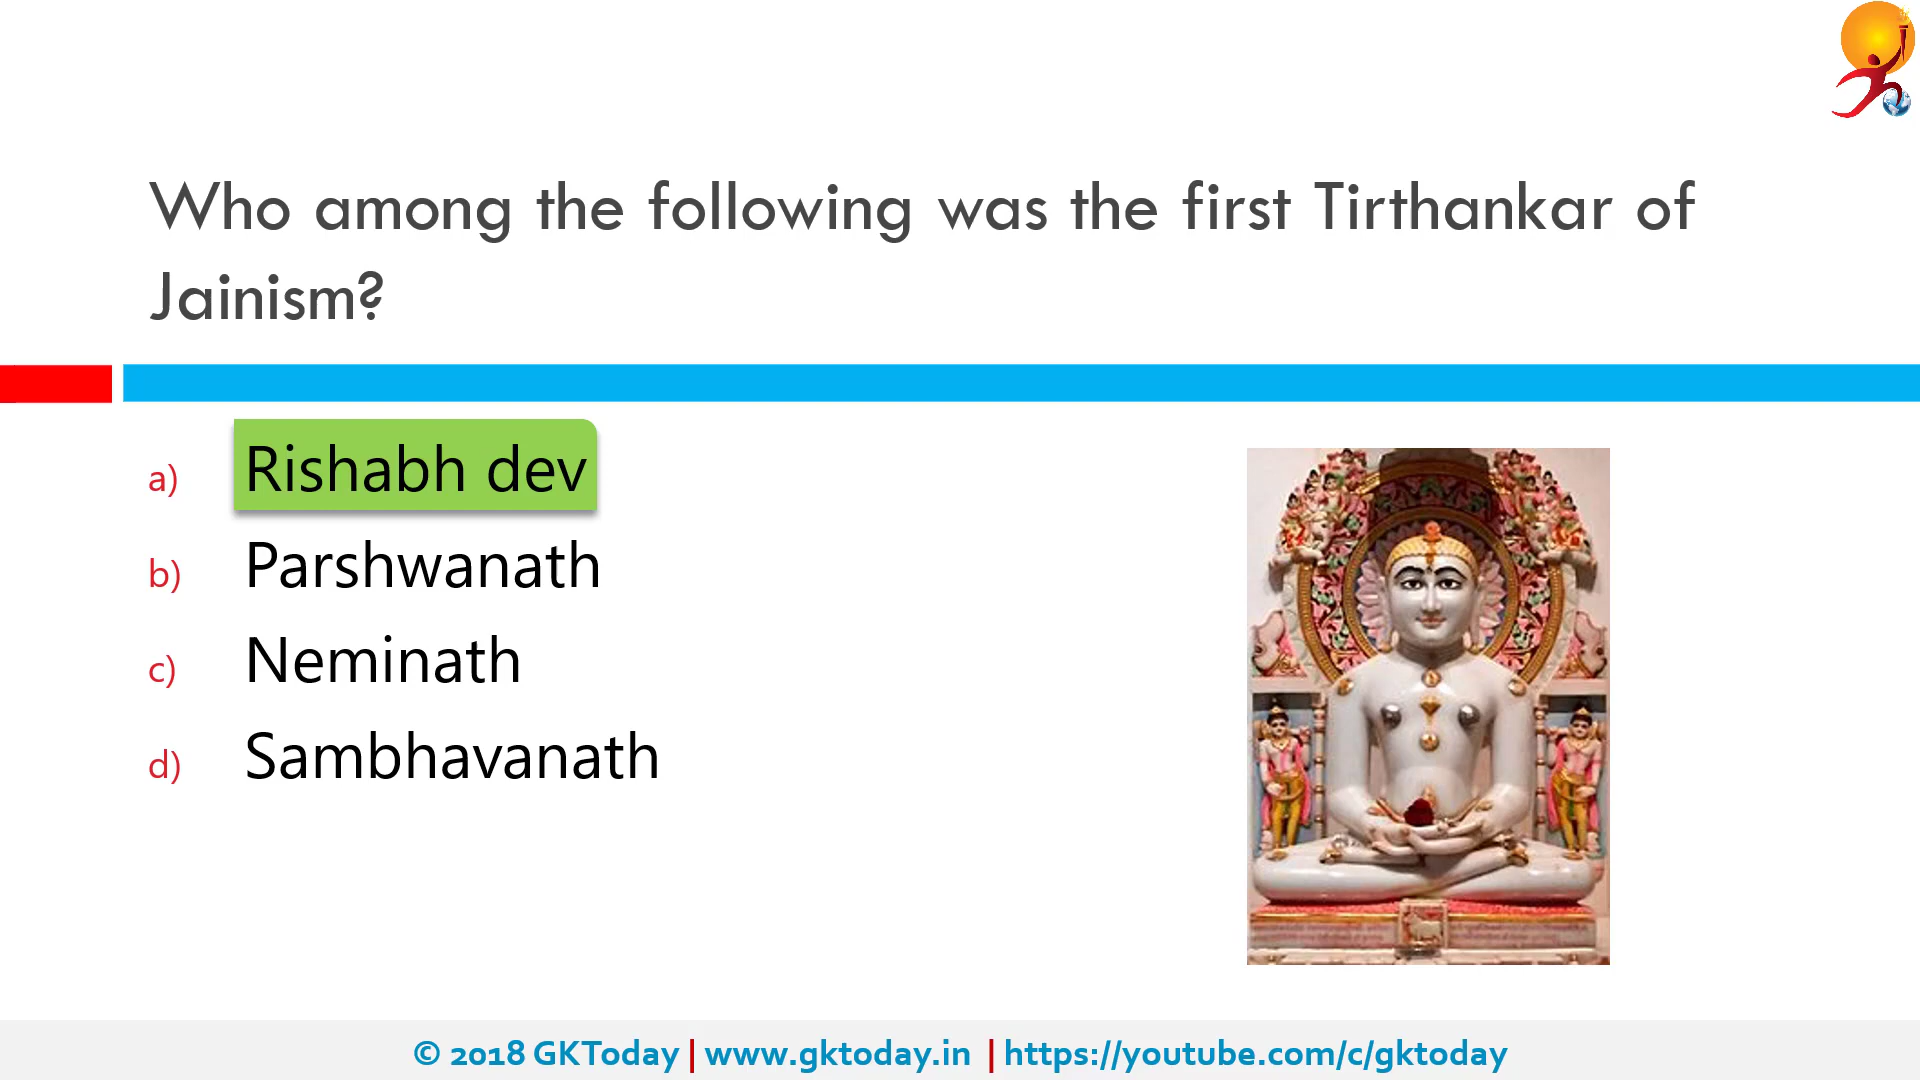 Who among the following was the first Tirthankar of
Jainism?
a) Rishabh dev
b) Parshwanath
c) Neminath
d) Sambhavanath
© 2018 GKToday | www.gktoday.in | https://youtube.com/c/gktoday